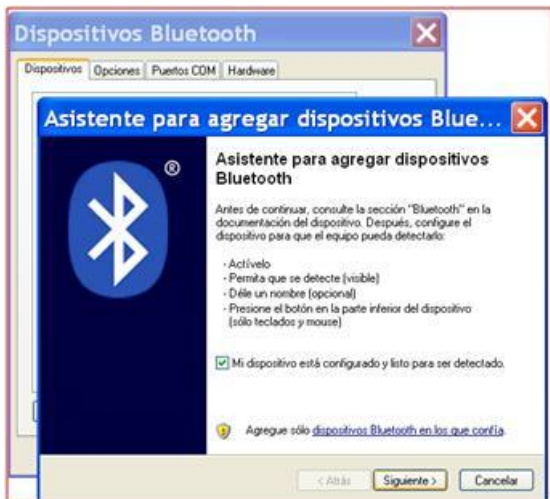 Dispositivos Bluetooth
Dispositivos Opciones Puertos COM Hardware
Asistente para agregar dispositivos Blue...
®
Asistente para agregar dispositivos
Bluetooth
Antes de continuar, consulte la sección "Bluetooth" en la
documentación del dispositivo. Después, configure el
dispositivo para que el equipo pueda detectarlo:
- Actívelo
- Permita que se detecte (visible)
- Déle un nombre (opcional)
- Presione el botón en la parte inferior del dispositivo
(sólo teclados y mouse)
Mi dispositivo está configurado y listo para ser detectado.
Agregue sólo dispositivos Bluetooth en los que confía.
< Atrás Siguiente > Cancelar